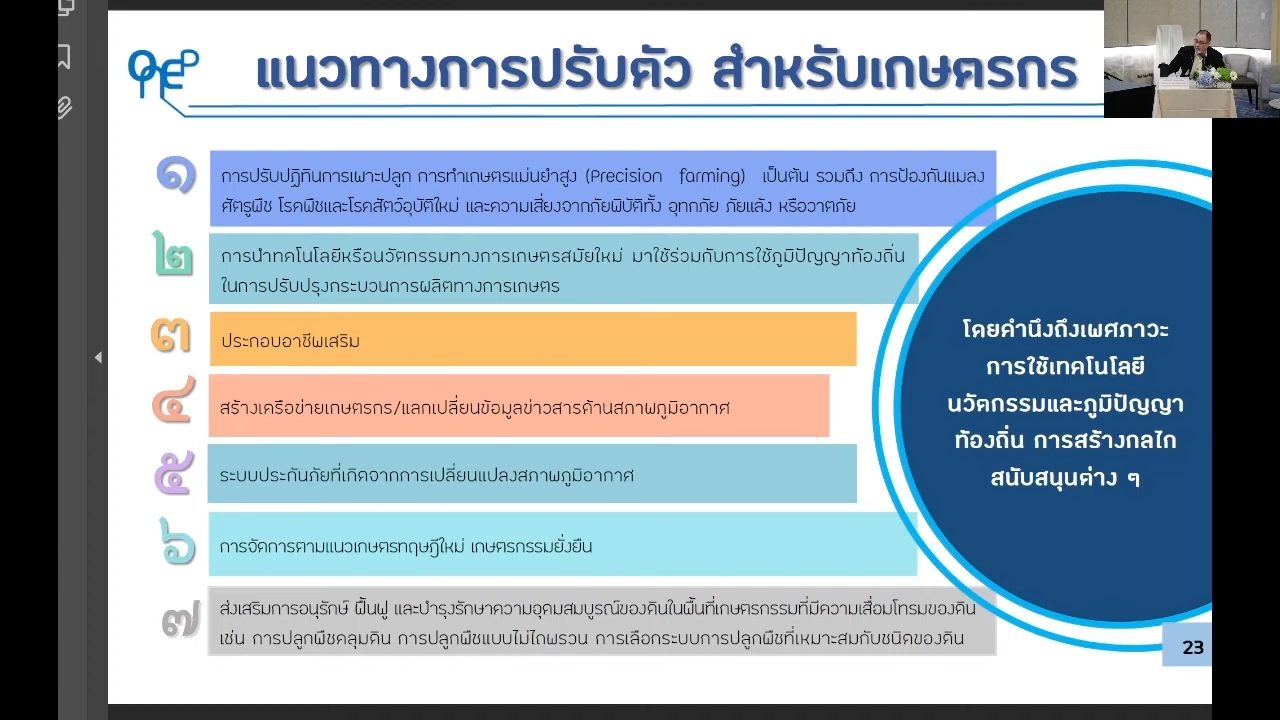 แนวทางการปรับตัว สำหรับเกษตรกร
๑
การปรับปฏิทินการเพาะปลูก การทำเกษตรแม่นยำสูง (Precision farming) เป็นต้น รวมถึง การป้องกันแมลง
ศัตรูพืช โรคพืชและโรคสัตว์อุบัติใหม่ และความเสี่ยงจากภัยพิบัติทั้ง อุทกภัย ภัยแล้ง หรือวาตภัย
๒
การนำเทคโนโลยีหรือนวัตกรรมทางการเกษตรสมัยใหม่ มาใช้ร่วมกับการใช้ภูมิปัญญาท้องถิ่น
ในการปรับปรุงกระบวนการผลิตทางการเกษตร
๓
ประกอบอาชีพเสริม
๔
สร้างเครือข่ายเกษตรกร/แลกเปลี่ยนข้อมูลข่าวสารด้านสภาพภูมิอากาศ
๕
ระบบประกันภัยที่เกิดจากการเปลี่ยนแปลงสภาพภูมิอากาศ
๖
การจัดการตามแนวเกษตรทฤษฎีใหม่ เกษตรกรรมยั่งยืน
๗
ส่งเสริมการอนุรักษ์ ฟื้นฟู และบำรุงรักษาความอุดมสมบูรณ์ของดินในพื้นที่เกษตรกรรมที่มีความเสื่อมโทรมของดิน
เช่น การปลูกพืชคลุมดิน การปลูกพืชแบบไม่ไถพรวน การเลือกระบบการปลูกพืชที่เหมาะสมกับชนิดของดิน
โดยคำนึงถึงเพศภาวะ
การใช้เทคโนโลยี
นวัตกรรมและภูมิปัญญา
ท้องถิ่น การสร้างกลไก
สนับสนุนต่าง ๆ
23